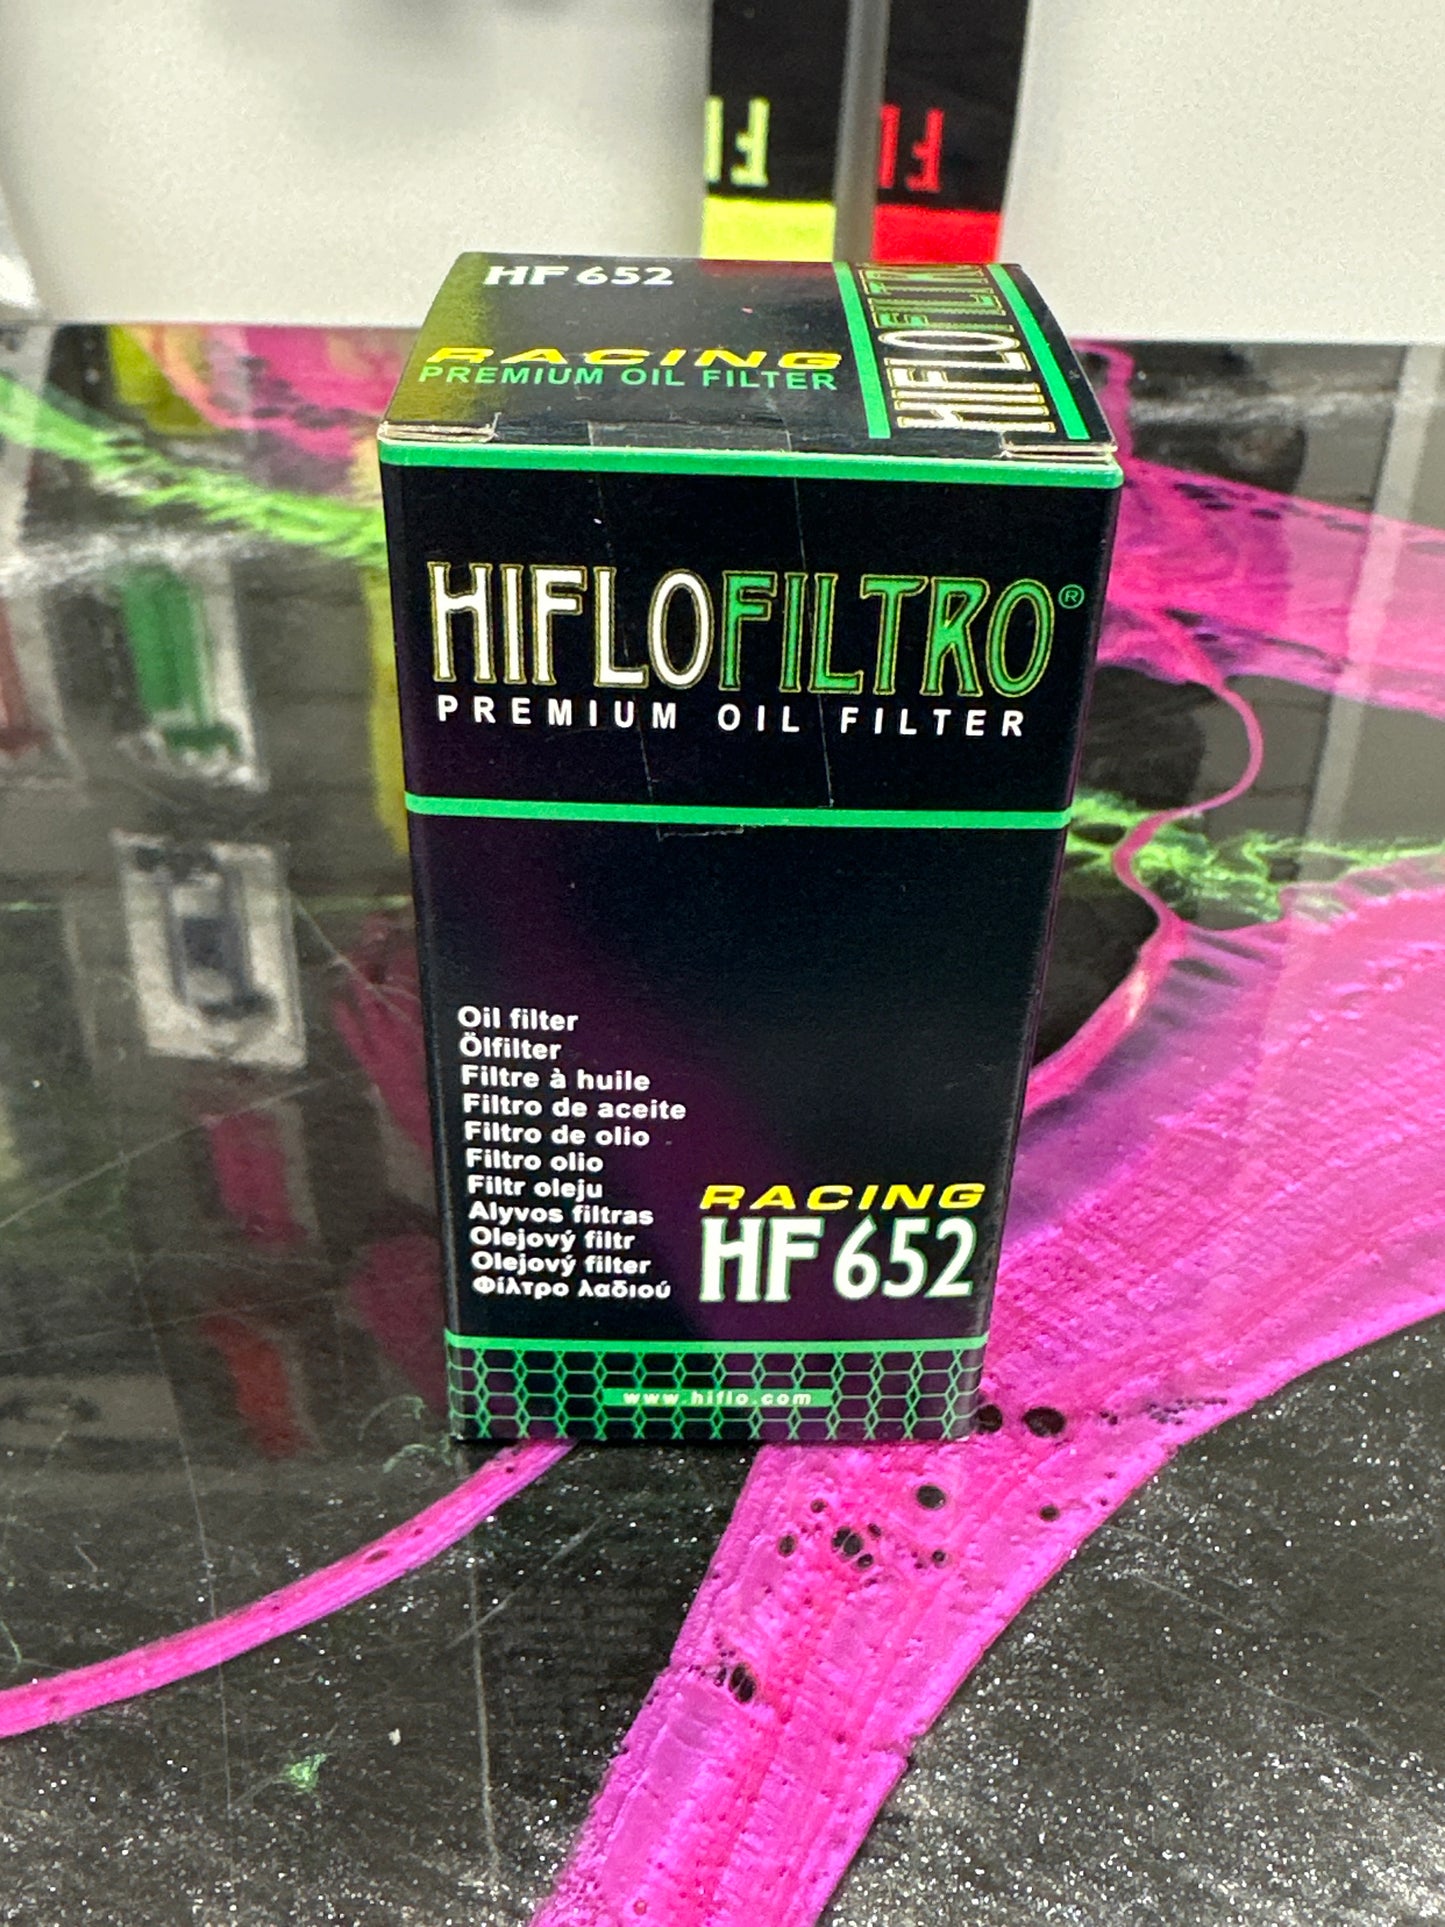 HF 652
RACING
PREMIUM OIL FILTER
HIFLOFILTRO
HIFLOFILTRO®
PREMIUM OIL FILTER
Oil filter
Ölfilter
Filtre à huile
Filtro de aceite
Filtro de olio
Filtro olio
Filtr oleju
Alyvos filtras
Olejový filtr
Olejový filter
Φίλτρο λαδιού
RACING
HF 652
www.hiflo.com